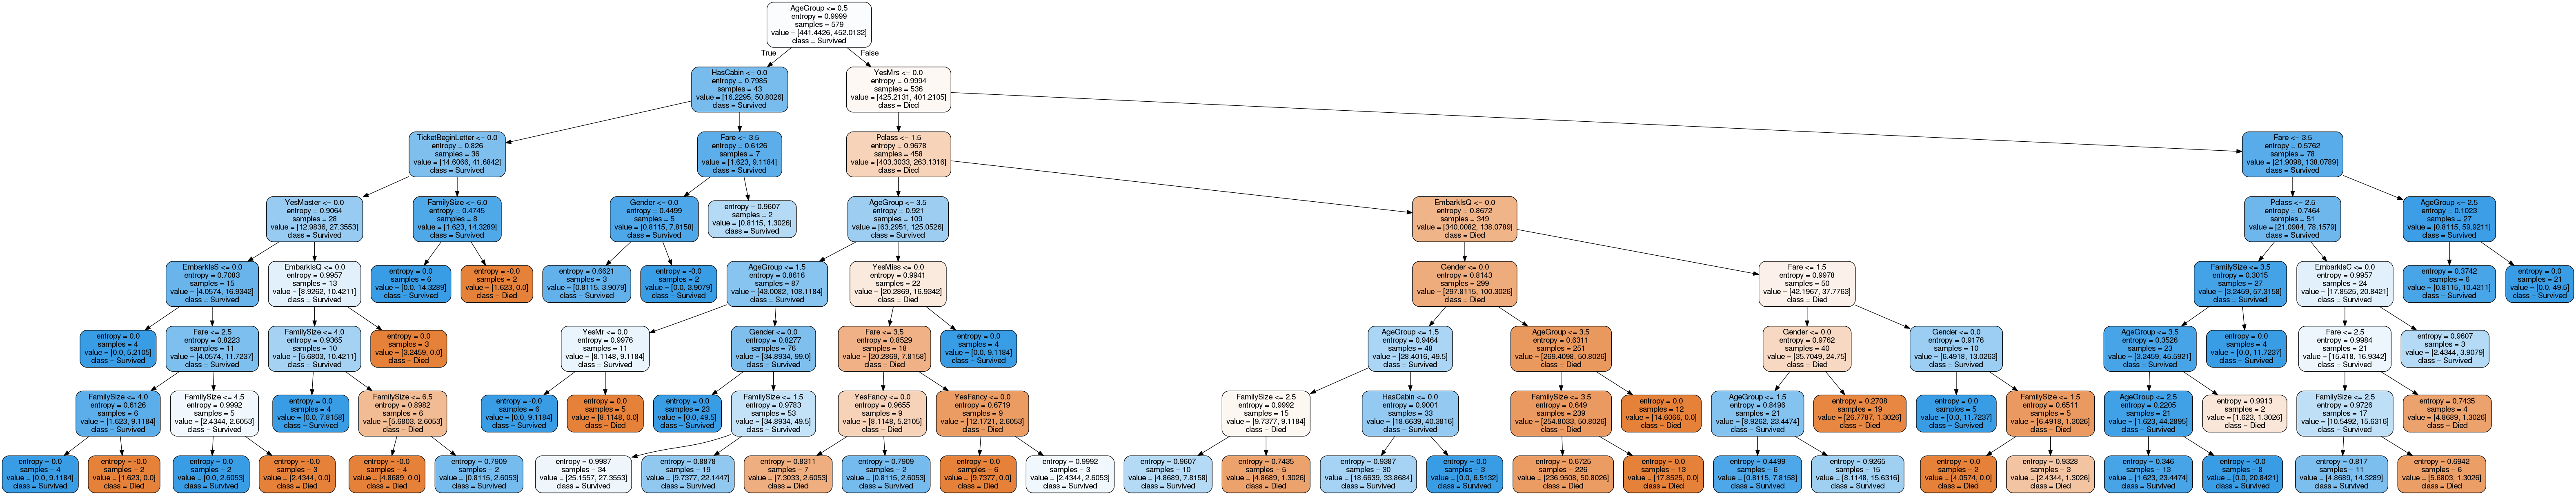 AgeGroup <= 0.5
entropy = 0.9999
samples = 579
value = [441.4426, 452.0132]
class = Survived
True
False
HasCabin <= 0.0
entropy = 0.7985
samples = 43
value = [16.2295, 50.8026]
class = Survived
YesMrs <= 0.0
entropy = 0.9994
samples = 536
value = [425.2131, 401.2105]
class = Died
TicketBeginLetter <= 0.0
entropy = 0.826
samples = 36
value = [14.6066, 41.6842]
class = Survived
Fare <= 3.5
entropy = 0.6126
samples = 7
value = [1.623, 9.1184]
class = Survived
Pclass <= 1.5
entropy = 0.9678
samples = 458
value = [403.3033, 263.1316]
class = Died
Fare <= 3.5
entropy = 0.5762
samples = 78
value = [21.9098, 138.0789]
class = Survived
YesMaster <= 0.0
entropy = 0.9064
samples = 28
value = [12.9836, 27.3553]
class = Survived
FamilySize <= 6.0
entropy = 0.4745
samples = 8
value = [1.623, 14.3289]
class = Survived
Gender <= 0.0
entropy = 0.4499
samples = 5
value = [0.8115, 7.8158]
class = Survived
entropy = 0.9607
samples = 2
value = [0.8115, 1.3026]
class = Survived
AgeGroup <= 3.5
entropy = 0.921
samples = 109
value = [63.2951, 125.0526]
class = Survived
EmbarkIsQ <= 0.0
entropy = 0.8672
samples = 349
value = [340.0082, 138.0789]
class = Died
Pclass <= 2.5
entropy = 0.7464
samples = 51
value = [21.0984, 78.1579]
class = Survived
AgeGroup <= 2.5
entropy = 0.1023
samples = 27
value = [0.8115, 59.9211]
class = Survived
EmbarkIsS <= 0.0
entropy = 0.7083
samples = 15
value = [4.0574, 16.9342]
class = Survived
EmbarkIsQ <= 0.0
entropy = 0.9957
samples = 13
value = [8.9262, 10.4211]
class = Survived
entropy = 0.0
samples = 6
value = [0.0, 14.3289]
class = Survived
entropy = -0.0
samples = 2
value = [1.623, 0.0]
class = Died
entropy = 0.6621
samples = 3
value = [0.8115, 3.9079]
class = Survived
entropy = -0.0
samples = 2
value = [0.0, 3.9079]
class = Survived
AgeGroup <= 1.5
entropy = 0.8616
samples = 87
value = [43.0082, 108.1184]
class = Survived
YesMiss <= 0.0
entropy = 0.9941
samples = 22
value = [20.2869, 16.9342]
class = Died
Gender <= 0.0
entropy = 0.8143
samples = 299
value = [297.8115, 100.3026]
class = Died
Fare <= 1.5
entropy = 0.9978
samples = 50
value = [42.1967, 37.7763]
class = Died
FamilySize <= 3.5
entropy = 0.3015
samples = 27
value = [3.2459, 57.3158]
class = Survived
EmbarkIsC <= 0.0
entropy = 0.9957
samples = 24
value = [17.8525, 20.8421]
class = Survived
entropy = 0.3742
samples = 6
value = [0.8115, 10.4211]
class = Survived
entropy = 0.0
samples = 21
value = [0.0, 49.5]
class = Survived
entropy = 0.0
samples = 4
value = [0.0, 5.2105]
class = Survived
Fare <= 2.5
entropy = 0.8223
samples = 11
value = [4.0574, 11.7237]
class = Survived
FamilySize <= 4.0
entropy = 0.9365
samples = 10
value = [5.6803, 10.4211]
class = Survived
entropy = 0.0
samples = 3
value = [3.2459, 0.0]
class = Died
YesMr <= 0.0
entropy = 0.9976
samples = 11
value = [8.1148, 9.1184]
class = Survived
Gender <= 0.0
entropy = 0.8277
samples = 76
value = [34.8934, 99.0]
class = Survived
Fare <= 3.5
entropy = 0.8529
samples = 18
value = [20.2869, 7.8158]
class = Died
entropy = 0.0
samples = 4
value = [0.0, 9.1184]
class = Survived
AgeGroup <= 1.5
entropy = 0.9464
samples = 48
value = [28.4016, 49.5]
class = Survived
AgeGroup <= 3.5
entropy = 0.6311
samples = 251
value = [269.4098, 50.8026]
class = Died
Gender <= 0.0
entropy = 0.9762
samples = 40
value = [35.7049, 24.75]
class = Died
Gender <= 0.0
entropy = 0.9176
samples = 10
value = [6.4918, 13.0263]
class = Survived
AgeGroup <= 3.5
entropy = 0.3526
samples = 23
value = [3.2459, 45.5921]
class = Survived
entropy = 0.0
samples = 4
value = [0.0, 11.7237]
class = Survived
Fare <= 2.5
entropy = 0.9984
samples = 21
value = [15.418, 16.9342]
class = Survived
entropy = 0.9607
samples = 3
value = [2.4344, 3.9079]
class = Survived
FamilySize <= 4.0
entropy = 0.6126
samples = 6
value = [1.623, 9.1184]
class = Survived
FamilySize <= 4.5
entropy = 0.9992
samples = 5
value = [2.4344, 2.6053]
class = Survived
entropy = 0.0
samples = 4
value = [0.0, 7.8158]
class = Survived
FamilySize <= 6.5
entropy = 0.8982
samples = 6
value = [5.6803, 2.6053]
class = Died
entropy = -0.0
samples = 6
value = [0.0, 9.1184]
class = Survived
entropy = 0.0
samples = 5
value = [8.1148, 0.0]
class = Died
entropy = 0.0
samples = 23
value = [0.0, 49.5]
class = Survived
FamilySize <= 1.5
entropy = 0.9783
samples = 53
value = [34.8934, 49.5]
class = Survived
YesFancy <= 0.0
entropy = 0.9655
samples = 9
value = [8.1148, 5.2105]
class = Died
YesFancy <= 0.0
entropy = 0.6719
samples = 9
value = [12.1721, 2.6053]
class = Died
FamilySize <= 2.5
entropy = 0.9992
samples = 15
value = [9.7377, 9.1184]
class = Died
HasCabin <= 0.0
entropy = 0.9001
samples = 33
value = [18.6639, 40.3816]
class = Survived
FamilySize <= 3.5
entropy = 0.649
samples = 239
value = [254.8033, 50.8026]
class = Died
entropy = 0.0
samples = 12
value = [14.6066, 0.0]
class = Died
AgeGroup <= 1.5
entropy = 0.8496
samples = 21
value = [8.9262, 23.4474]
class = Survived
entropy = 0.2708
samples = 19
value = [26.7787, 1.3026]
class = Died
entropy = 0.0
samples = 5
value = [0.0, 11.7237]
class = Survived
FamilySize <= 1.5
entropy = 0.6511
samples = 5
value = [6.4918, 1.3026]
class = Died
AgeGroup <= 2.5
entropy = 0.2205
samples = 21
value = [1.623, 44.2895]
class = Survived
entropy = 0.9913
samples = 2
value = [1.623, 1.3026]
class = Died
FamilySize <= 2.5
entropy = 0.9726
samples = 17
value = [10.5492, 15.6316]
class = Survived
entropy = 0.7435
samples = 4
value = [4.8689, 1.3026]
class = Died
entropy = 0.0
samples = 4
value = [0.0, 9.1184]
class = Survived
entropy = -0.0
samples = 2
value = [1.623, 0.0]
class = Died
entropy = 0.0
samples = 2
value = [0.0, 2.6053]
class = Survived
entropy = -0.0
samples = 3
value = [2.4344, 0.0]
class = Died
entropy = -0.0
samples = 4
value = [4.8689, 0.0]
class = Died
entropy = 0.7909
samples = 2
value = [0.8115, 2.6053]
class = Survived
entropy = 0.9987
samples = 34
value = [25.1557, 27.3553]
class = Survived
entropy = 0.8878
samples = 19
value = [9.7377, 22.1447]
class = Survived
entropy = 0.8311
samples = 7
value = [7.3033, 2.6053]
class = Died
entropy = 0.7909
samples = 2
value = [0.8115, 2.6053]
class = Survived
entropy = 0.0
samples = 6
value = [9.7377, 0.0]
class = Died
entropy = 0.9992
samples = 3
value = [2.4344, 2.6053]
class = Survived
entropy = 0.9607
samples = 10
value = [4.8689, 7.8158]
class = Survived
entropy = 0.7435
samples = 5
value = [4.8689, 1.3026]
class = Died
entropy = 0.9387
samples = 30
value = [18.6639, 33.8684]
class = Survived
entropy = 0.0
samples = 3
value = [0.0, 6.5132]
class = Survived
entropy = 0.6725
samples = 226
value = [236.9508, 50.8026]
class = Died
entropy = 0.0
samples = 13
value = [17.8525, 0.0]
class = Died
entropy = 0.4499
samples = 6
value = [0.8115, 7.8158]
class = Survived
entropy = 0.9265
samples = 15
value = [8.1148, 15.6316]
class = Survived
entropy = 0.0
samples = 2
value = [4.0574, 0.0]
class = Died
entropy = 0.9328
samples = 3
value = [2.4344, 1.3026]
class = Died
entropy = 0.346
samples = 13
value = [1.623, 23.4474]
class = Survived
entropy = -0.0
samples = 8
value = [0.0, 20.8421]
class = Survived
entropy = 0.817
samples = 11
value = [4.8689, 14.3289]
class = Survived
entropy = 0.6942
samples = 6
value = [5.6803, 1.3026]
class = Died